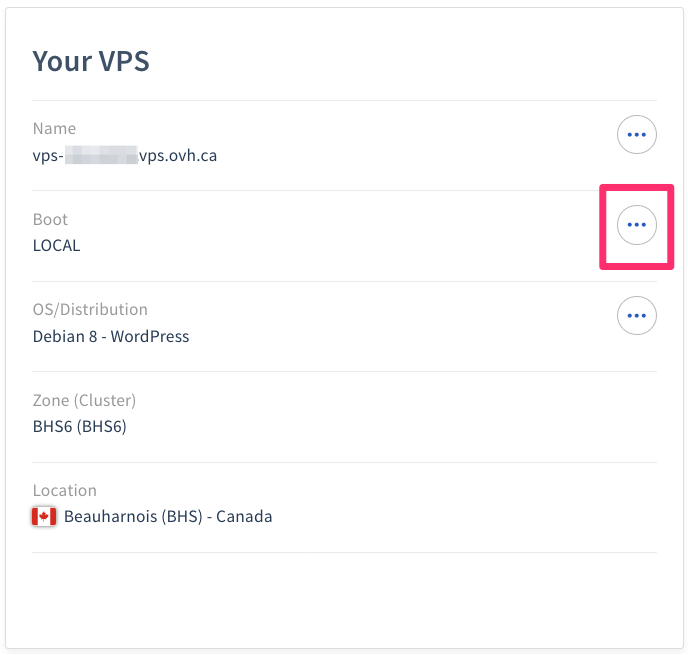 Your VPS
Name
vps- .vps.ovh.ca
Boot
LOCAL
OS/Distribution
Debian 8 - WordPress
Zone (Cluster)
BHS6 (BHS6)
Location
Beauharnois (BHS) - Canada